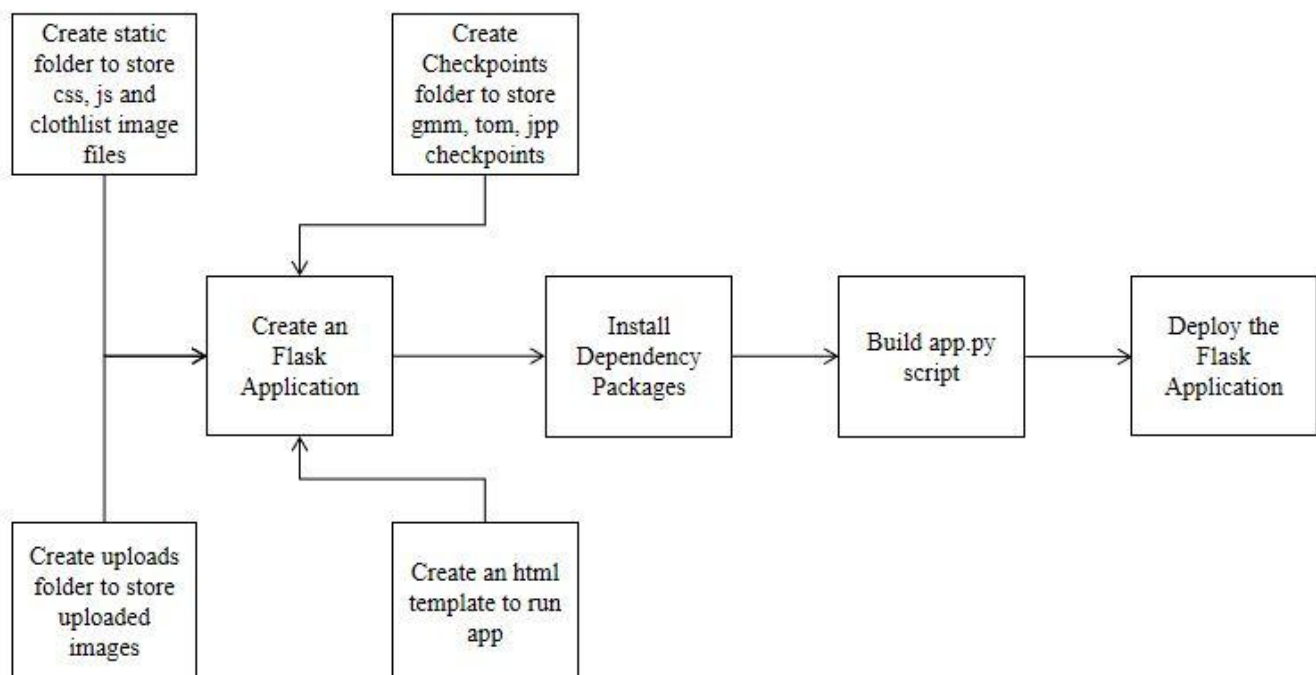 Create static
folder to store
css, js and
clothlist image
files
Create
Checkpoints
folder to store
gmm, tom, jpp
checkpoints
Create an
Flask
Application
Install
Dependency
Packages
Build app.py
script
Deploy the
Flask
Application
Create uploads
folder to store
uploaded
images
Create an html
template to run
app